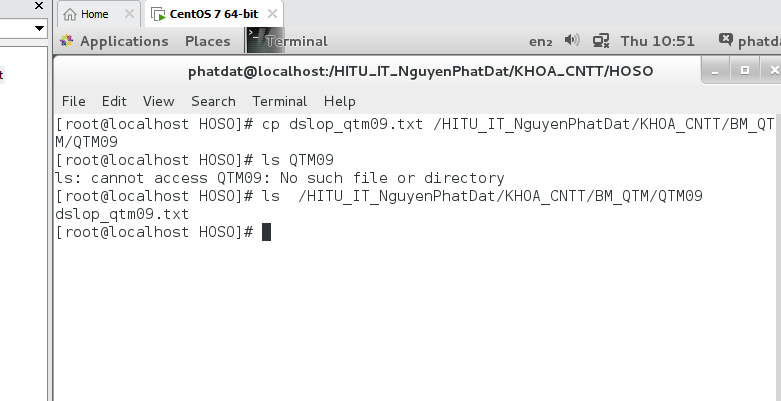 Home
CentOS 7 64-bit
Applications Places Terminal en₂ Thu 10:51 phatd
t
phatdat@localhost:/HITU_IT_NguyenPhatDat/KHOA_CNTT/HOSO
File Edit View Search Terminal Help
[root@localhost HOSO]# cp dslop_qtm09.txt /HITU_IT_NguyenPhatDat/KHOA_CNTT/BM_QT
M/QTM09
[root@localhost HOSO]# ls QTM09
ls: cannot access QTM09: No such file or directory
[root@localhost HOSO]# ls  /HITU_IT_NguyenPhatDat/KHOA_CNTT/BM_QTM/QTM09
dslop_qtm09.txt
[root@localhost HOSO]#